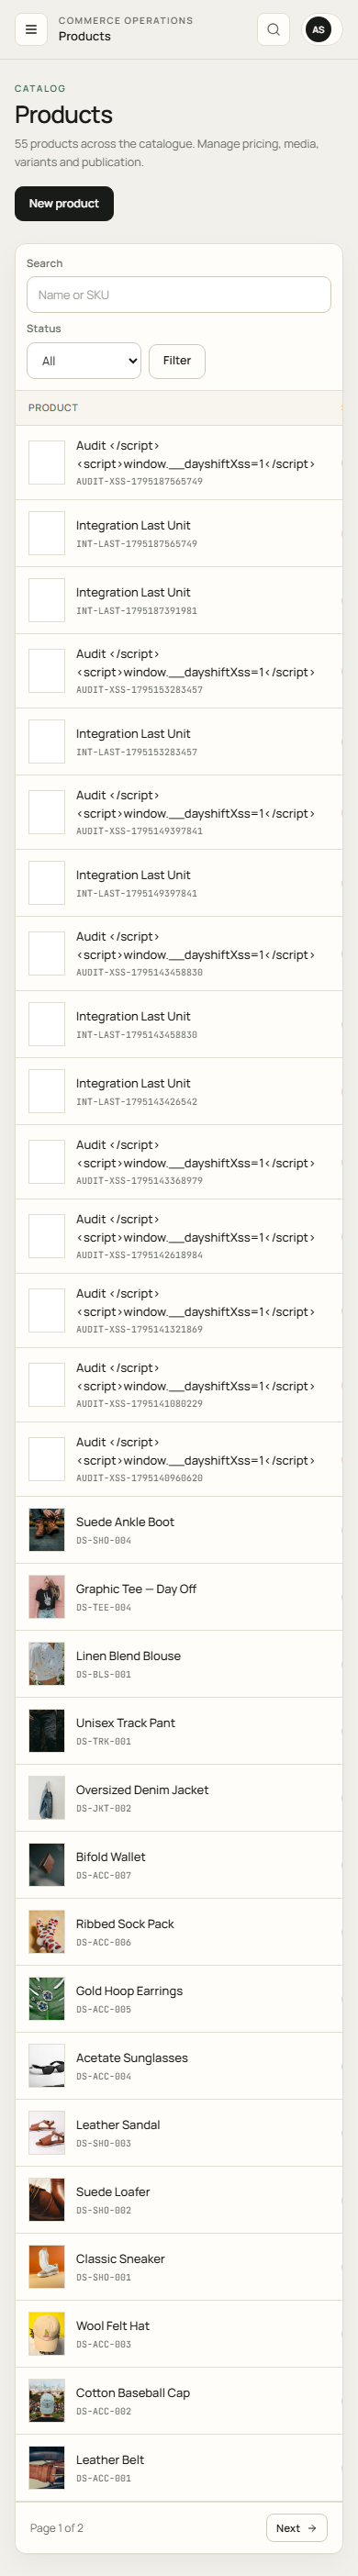 COMMERCE OPERATIONS
Products
AS
CATALOG
Products
55 products across the catalogue. Manage pricing, media,
variants and publication.
New product
Search
Name or SKU
Status
All
Filter
PRODUCT
Audit </script>
<script>window.__dayshiftXss=1</script>
AUDIT-XSS-1795187565749
Integration Last Unit
INT-LAST-1795187565749
Integration Last Unit
INT-LAST-1795187391981
Audit </script>
<script>window.__dayshiftXss=1</script>
AUDIT-XSS-1795153283457
Integration Last Unit
INT-LAST-1795153283457
Audit </script>
<script>window.__dayshiftXss=1</script>
AUDIT-XSS-1795149397841
Integration Last Unit
INT-LAST-1795149397841
Audit </script>
<script>window.__dayshiftXss=1</script>
AUDIT-XSS-1795143458830
Integration Last Unit
INT-LAST-1795143458830
Integration Last Unit
INT-LAST-1795143426542
Audit </script>
<script>window.__dayshiftXss=1</script>
AUDIT-XSS-1795143368979
Audit </script>
<script>window.__dayshiftXss=1</script>
AUDIT-XSS-1795142618984
Audit </script>
<script>window.__dayshiftXss=1</script>
AUDIT-XSS-1795141321869
Audit </script>
<script>window.__dayshiftXss=1</script>
AUDIT-XSS-1795141080229
Audit </script>
<script>window.__dayshiftXss=1</script>
AUDIT-XSS-1795140960620
Suede Ankle Boot
DS-SHO-004
Graphic Tee — Day Off
DS-TEE-004
Linen Blend Blouse
DS-BLS-001
Unisex Track Pant
DS-TRK-001
Oversized Denim Jacket
DS-JKT-002
Bifold Wallet
DS-ACC-007
Ribbed Sock Pack
DS-ACC-006
Gold Hoop Earrings
DS-ACC-005
Acetate Sunglasses
DS-ACC-004
Leather Sandal
DS-SHO-003
Suede Loafer
DS-SHO-002
Classic Sneaker
DS-SHO-001
Wool Felt Hat
DS-ACC-003
Cotton Baseball Cap
DS-ACC-002
Leather Belt
DS-ACC-001
Page 1 of 2
Next →